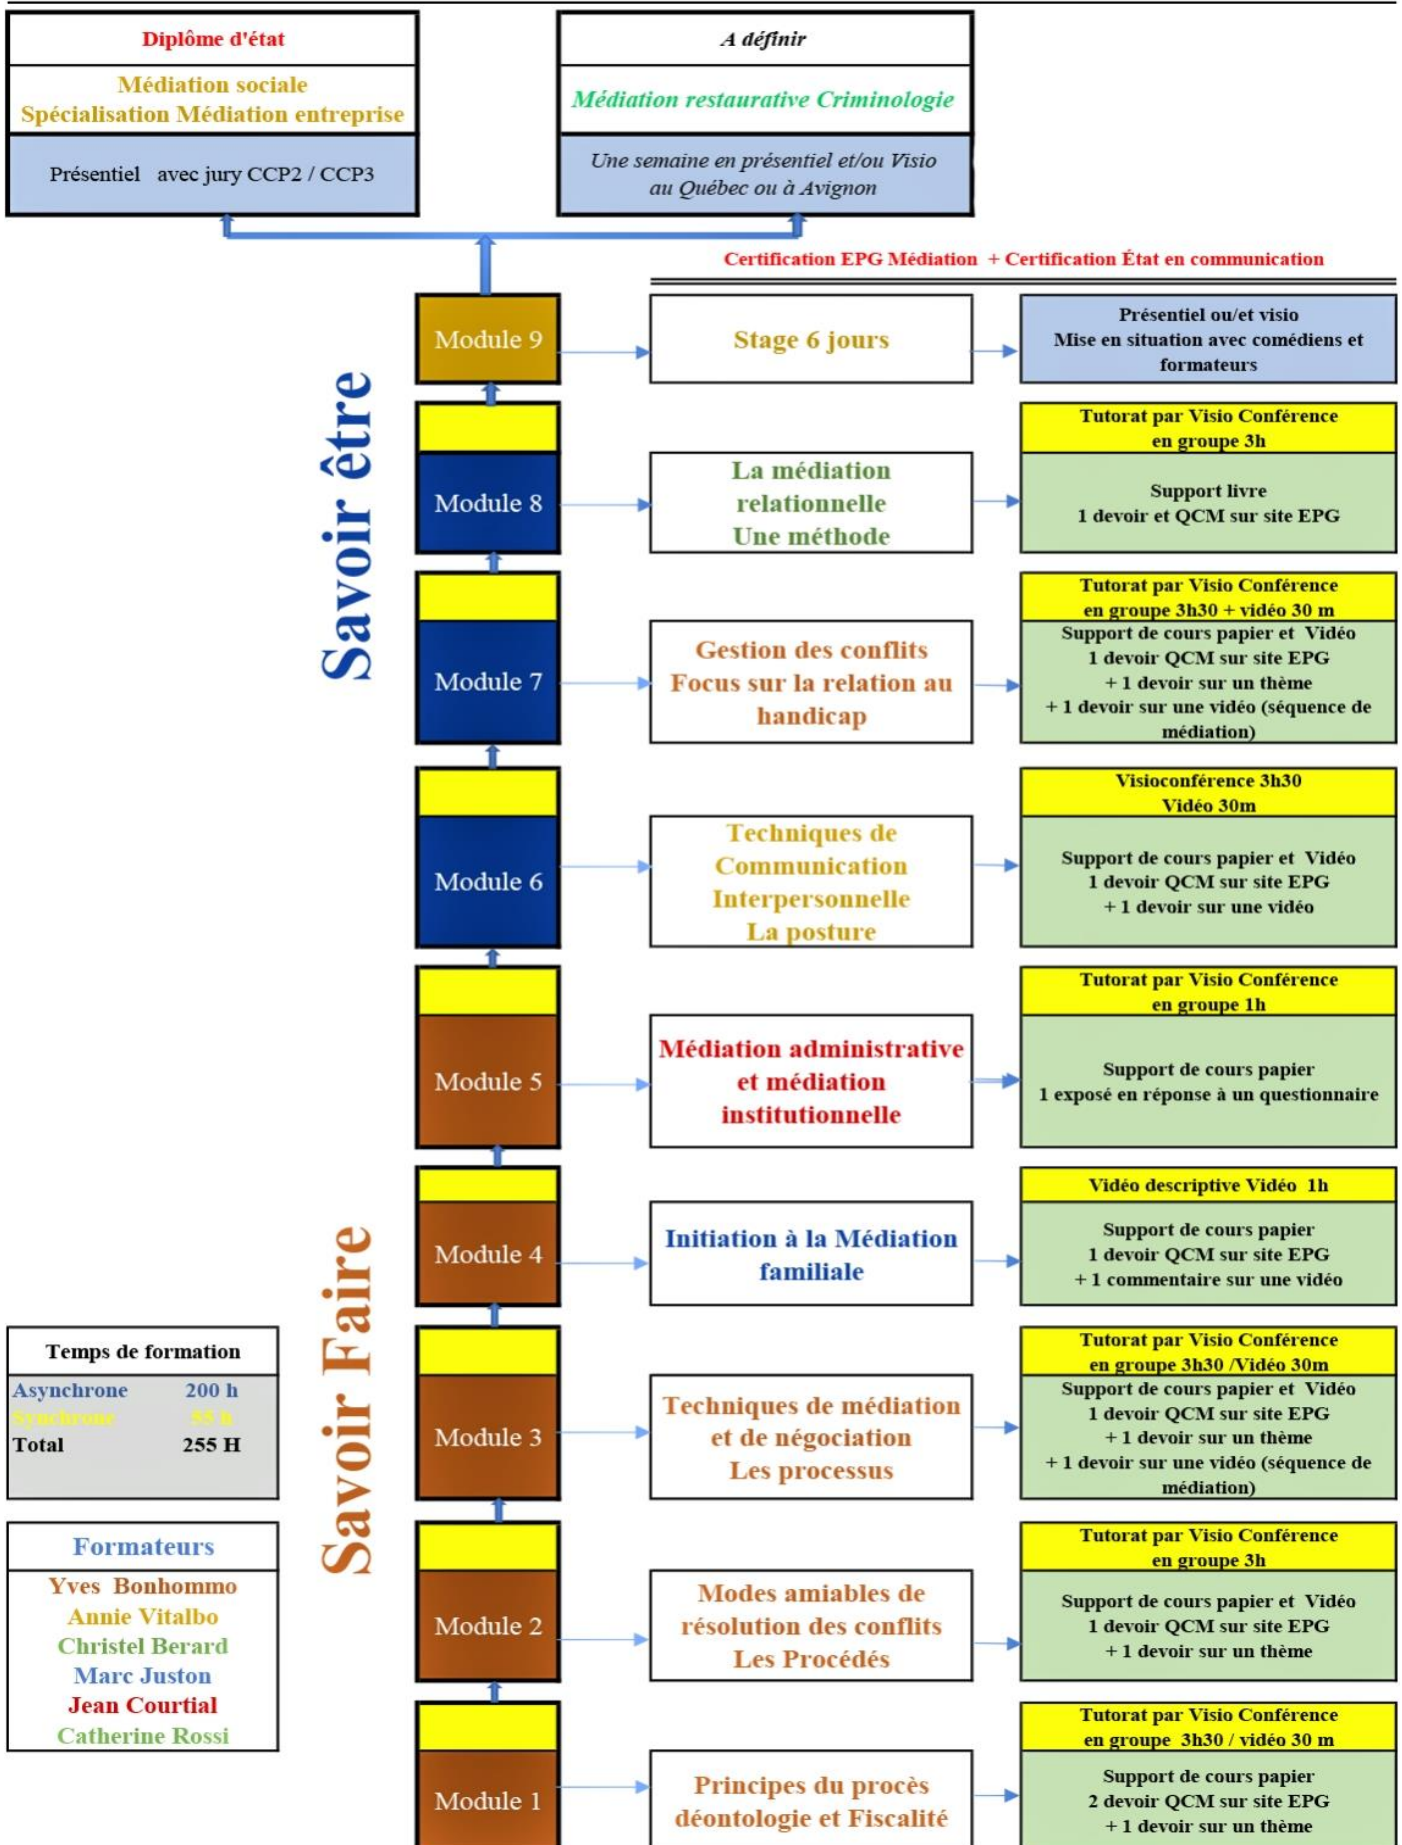 Diplôme d'état
Médiation sociale
Spécialisation Médiation entreprise
Présentiel avec jury CCP2 / CCP3
A définir
Médiation restaurative Criminologie
Une semaine en présentiel et/ou Visio
au Québec ou à Avignon
Certification EPG Médiation + Certification État en communication
Savoir être
Module 9
Stage 6 jours
Présentiel ou/et visio
Mise en situation avec comédiens et
formateurs
Module 8
La médiation
relationnelle
Une méthode
Tutorat par Visio Conférence
en groupe 3h
Support livre
1 devoir et QCM sur site EPG
Module 7
Gestion des conflits
Focus sur la relation au
handicap
Tutorat par Visio Conférence
en groupe 3h30 + vidéo 30 m
Support de cours papier et Vidéo
1 devoir QCM sur site EPG
+ 1 devoir sur un thème
+ 1 devoir sur une vidéo (séquence de
médiation)
Module 6
Techniques de
Communication
Interpersonnelle
La posture
Visioconférence 3h30
Vidéo 30m
Support de cours papier et Vidéo
1 devoir QCM sur site EPG
+ 1 devoir sur une vidéo
Savoir Faire
Module 5
Médiation administrative
et médiation
institutionnelle
Tutorat par Visio Conférence
en groupe 1h
Support de cours papier
1 exposé en réponse à un questionnaire
Module 4
Initiation à la Médiation
familiale
Vidéo descriptive Vidéo 1h
Support de cours papier
1 devoir QCM sur site EPG
+ 1 commentaire sur une vidéo
Module 3
Techniques de médiation
et de négociation
Les processus
Tutorat par Visio Conférence
en groupe 3h30 /Vidéo 30m
Support de cours papier et Vidéo
1 devoir QCM sur site EPG
+ 1 devoir sur un thème
+ 1 devoir sur une vidéo (séquence de
médiation)
Module 2
Modes amiables de
résolution des conflits
Les Procédés
Tutorat par Visio Conférence
en groupe 3h
Support de cours papier et Vidéo
1 devoir QCM sur site EPG
+ 1 devoir sur un thème
Module 1
Principes du procès
déontologie et Fiscalité
Tutorat par Visio Conférence
en groupe 3h30 / vidéo 30 m
Support de cours papier
2 devoir QCM sur site EPG
+ 1 devoir sur un thème
Temps de formation
Asynchrone 200 h
Synchrone 55 h
Total 255 H
Formateurs
Yves Bonhommo
Annie Vitalbo
Christel Berard
Marc Juston
Jean Courtial
Catherine Rossi